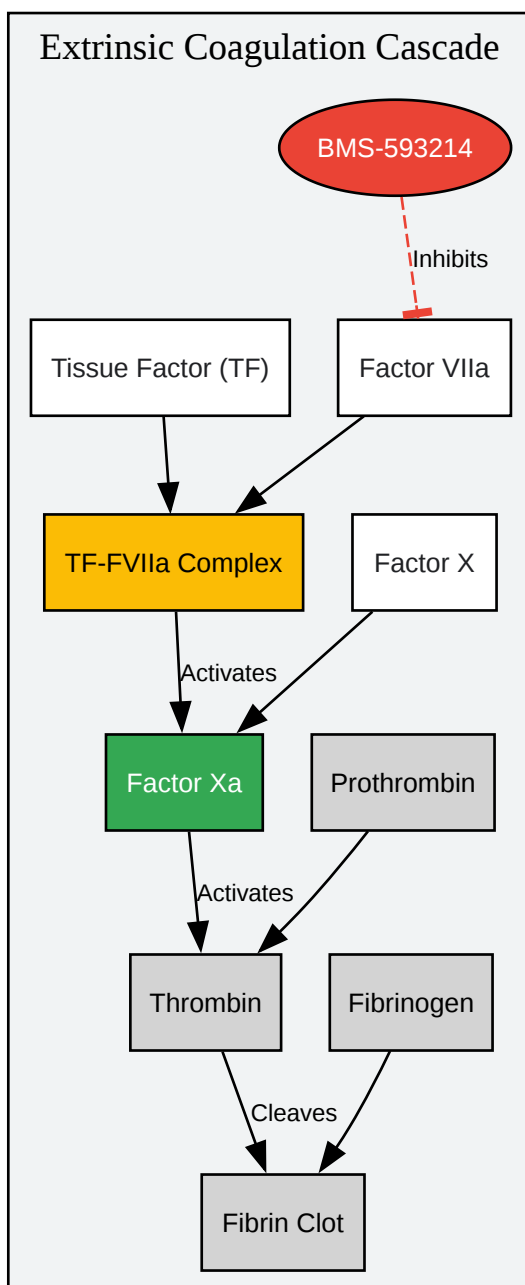 Extrinsic Coagulation Cascade
BMS-593214
Inhibits
Tissue Factor (TF)
Factor VIIa
TF-FVIIa Complex
Factor X
Activates
Factor Xa
Prothrombin
Activates
Thrombin
Fibrinogen
Cleaves
Fibrin Clot